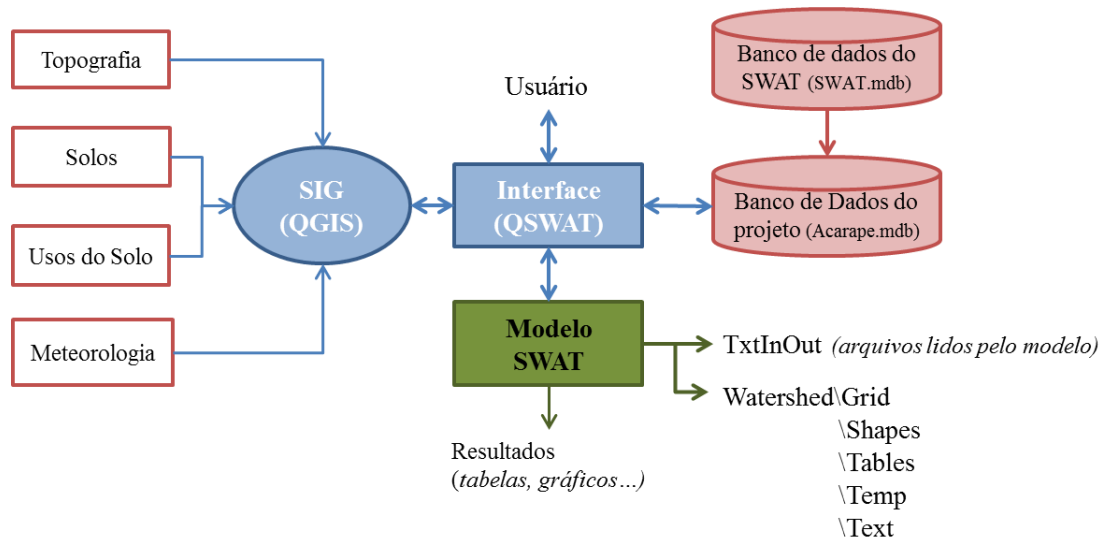 Topografia
Solos
Usos do Solo
Meteorologia
SIG
(QGIS)
Usuário
Interface
(QSWAT)
Banco de dados do
SWAT (SWAT.mdb)
Banco de Dados do
projeto (Acarape.mdb)
Modelo
SWAT
TxtInOut (arquivos lidos pelo modelo)
Watershed\Grid
\Shapes
\Tables
\Temp
\Text
Resultados
(tabelas, gráficos…)